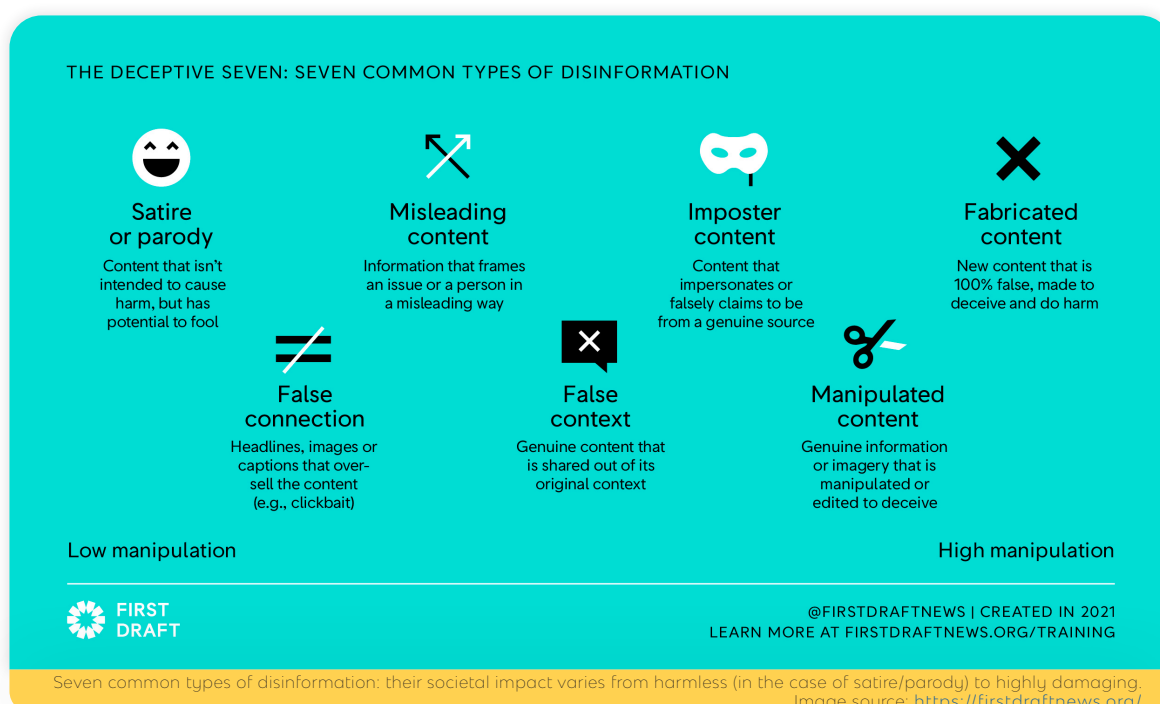 THE DECEPTIVE SEVEN: SEVEN COMMON TYPES OF DISINFORMATION
Satire
or parody
Content that isn't
intended to cause
harm, but has
potential to fool
Misleading
content
Information that frames
an issue or a person in
a misleading way
Imposter
content
Content that
impersonates or
falsely claims to be
from a genuine source
Fabricated
content
New content that is
100% false, made to
deceive and do harm
False
connection
Headlines, images or
captions that over-
sell the content
(e.g., clickbait)
False
context
Genuine content that
is shared out of its
original context
Manipulated
content
Genuine information
or imagery that is
manipulated or
edited to deceive
Low manipulation
High manipulation
FIRST
DRAFT
@FIRSTDRAFTNEWS | CREATED IN 2021
LEARN MORE AT FIRSTDRAFTNEWS.ORG/TRAINING
Seven common types of disinformation: their societal impact varies from harmless (in the case of satire/parody) to highly damaging.
Image source: https://firstdraftnews.org/